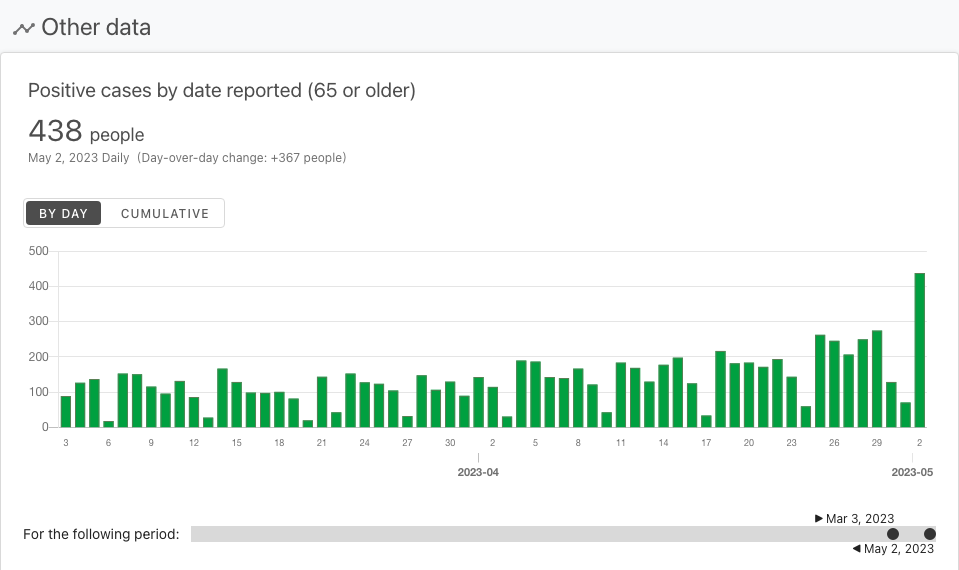 Other data
Positive cases by date reported (65 or older)
438 people
May 2, 2023 Daily (Day-over-day change: +367 people)
BY DAY CUMULATIVE
500
400
300
200
100
0
3 6 9 12 15 18 21 24 27 30 2 5 8 11 14 17 20 23 26 29 2
2023-04 2023-05
▶ Mar 3, 2023
For the following period:
◀ May 2, 2023